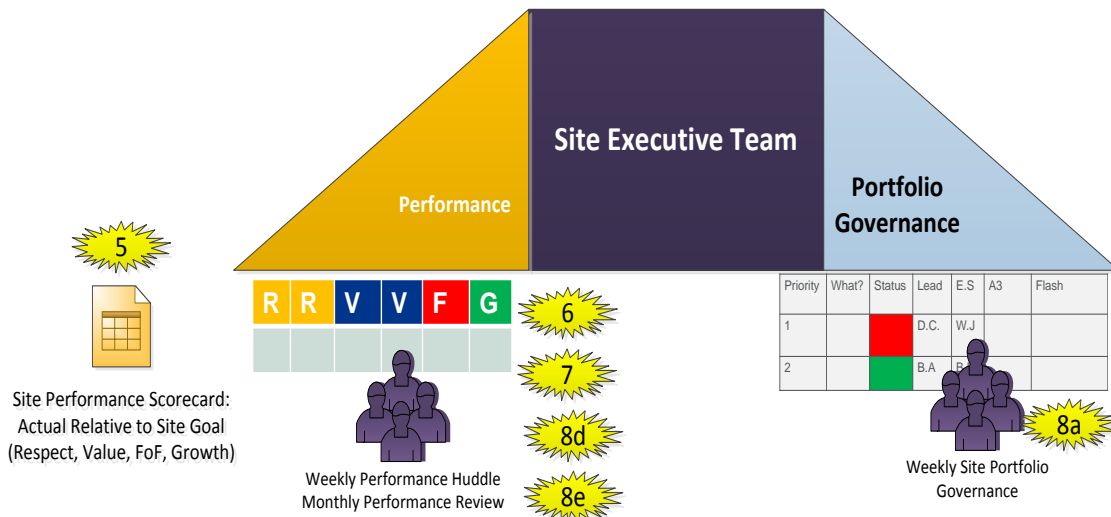 Site Executive Team
Performance
Portfolio
Governance
5
Site Performance Scorecard:
Actual Relative to Site Goal
(Respect, Value, FoF, Growth)
R R V V F G
6
7
8d
8e
Weekly Performance Huddle
Monthly Performance Review
Priority What? Status Lead E.S A3 Flash
1 D.C. W.J
2 B.A
8a
Weekly Site Portfolio
Governance